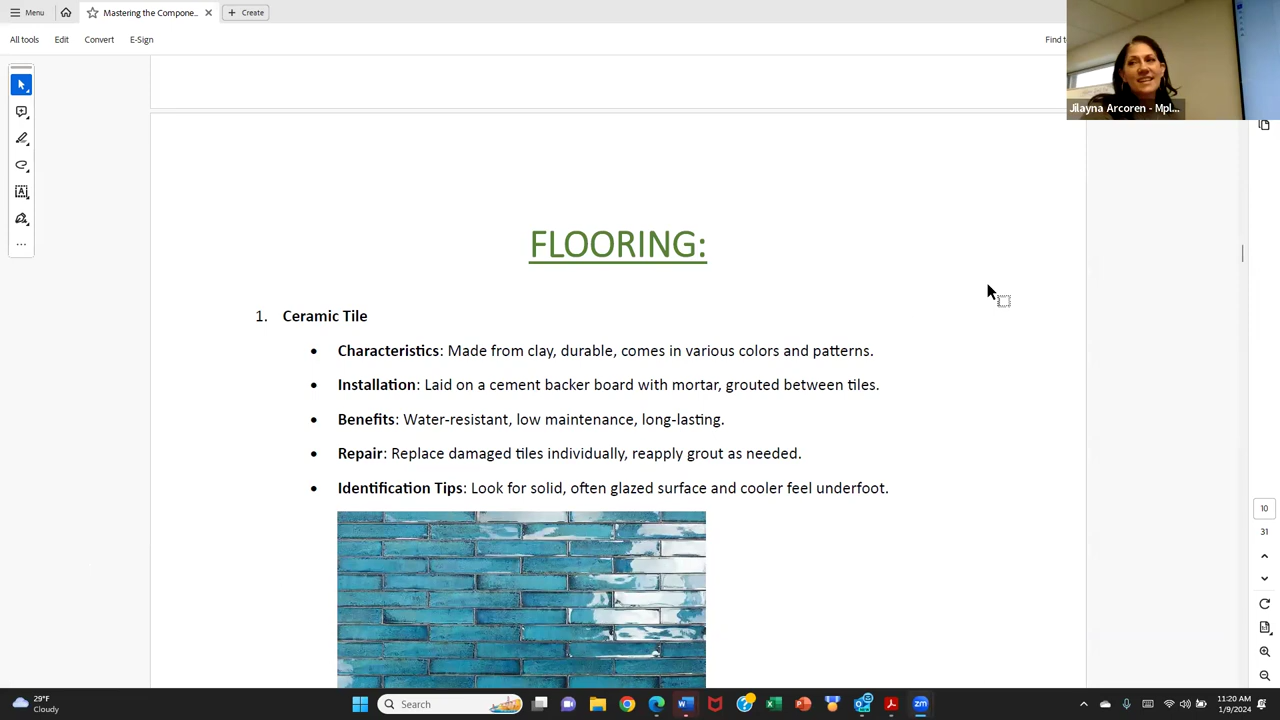 Menu
Mastering the Compone...
Create
All tools
Edit
Convert
E-Sign
Find te
Jilayna Arcoren - Mpl...
FLOORING:
1. Ceramic Tile
• Characteristics: Made from clay, durable, comes in various colors and patterns.
• Installation: Laid on a cement backer board with mortar, grouted between tiles.
• Benefits: Water-resistant, low maintenance, long-lasting.
• Repair: Replace damaged tiles individually, reapply grout as needed.
• Identification Tips: Look for solid, often glazed surface and cooler feel underfoot.
10
31
29°F
Cloudy
Search
zm
11:20 AM
1/9/2024